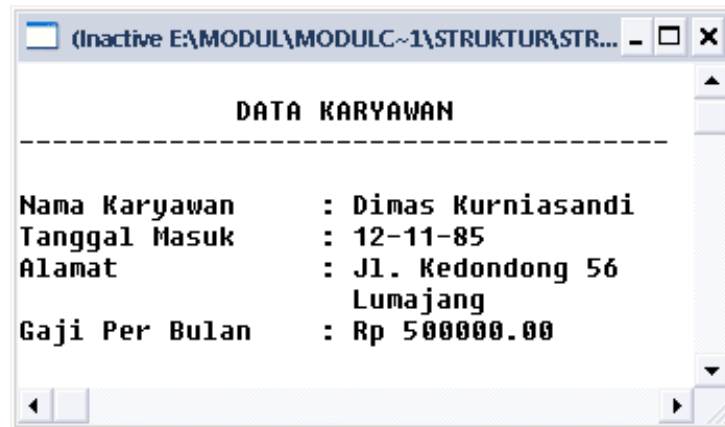 (Inactive E:\MODUL\MODULC~1\STRUKTUR\STR...
DATA KARYAWAN
----------------------------------------
Nama Karyawan : Dimas Kurniasandi
Tanggal Masuk : 12-11-85
Alamat : Jl. Kedondong 56
Lumajang
Gaji Per Bulan : Rp 500000.00